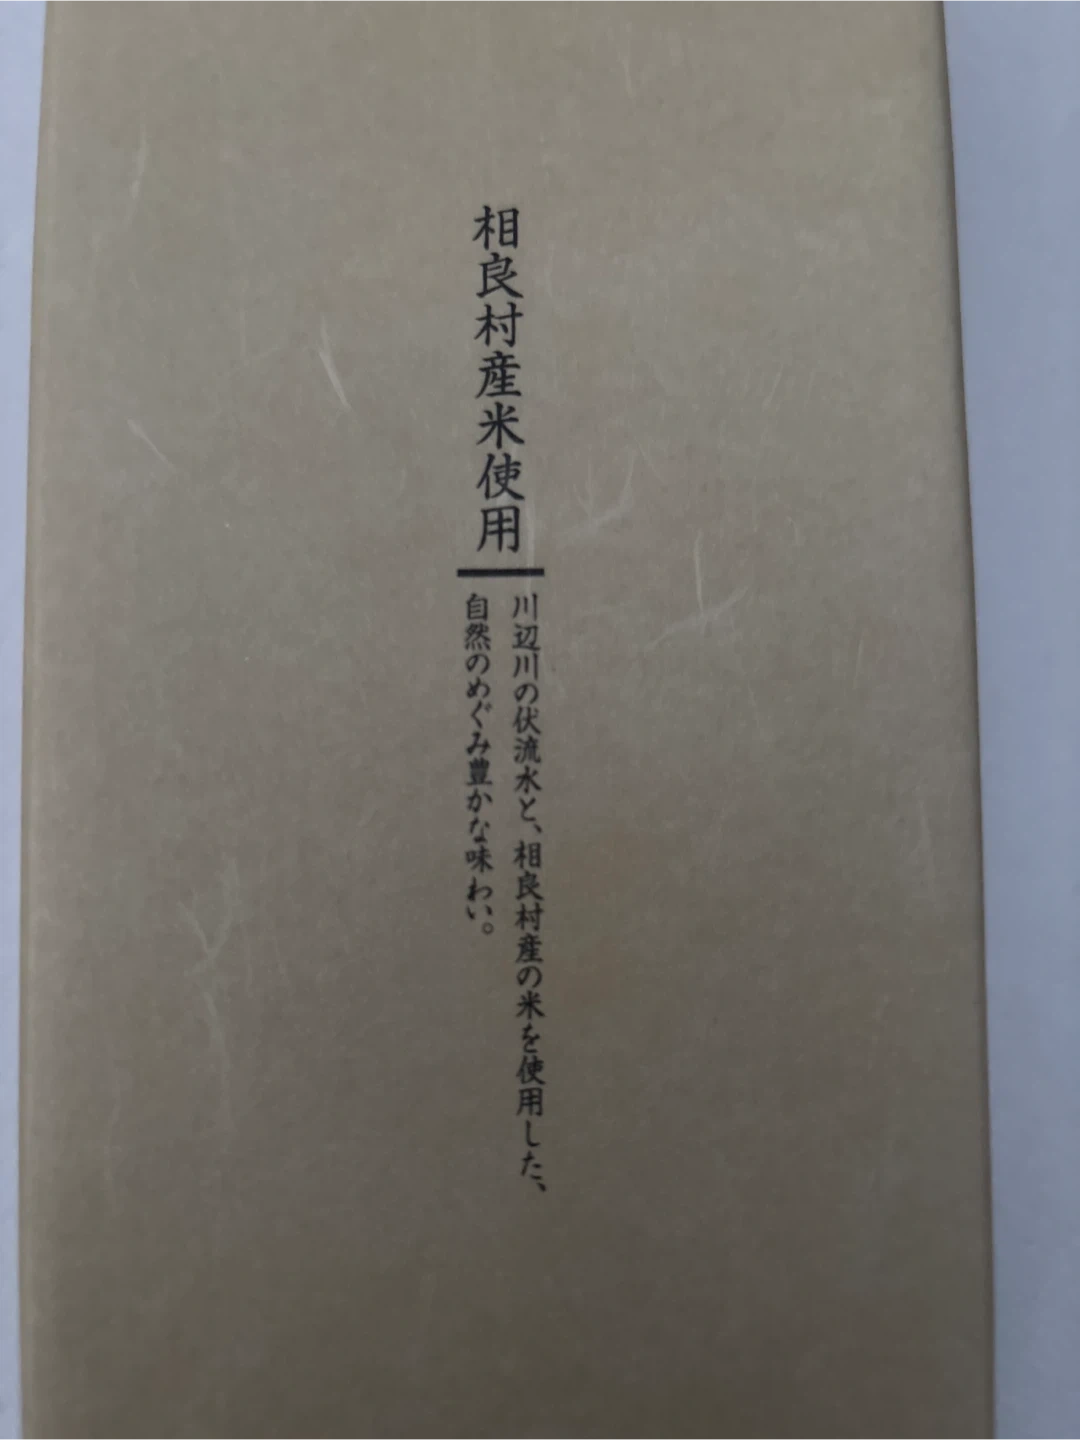 相良村産米使用
川辺川の伏流水と、相良村産の米を使用した、
自然のめぐみ豊かな味わい。